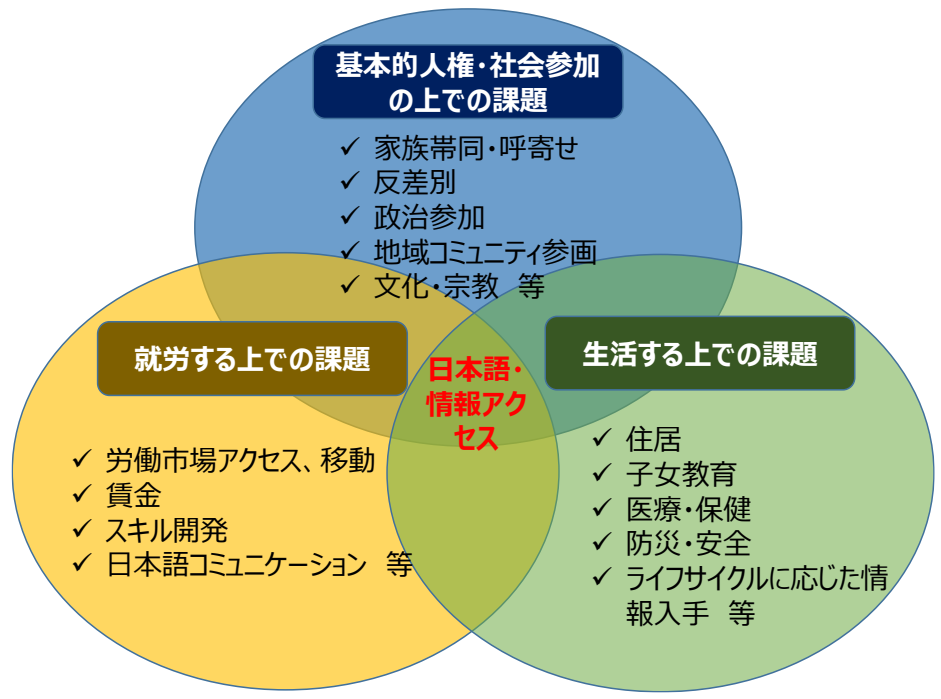 基本的人権・社会参加
の上での課題
✓ 家族帯同・呼寄せ
✓ 反差別
✓ 政治参加
✓ 地域コミュニティ参画
✓ 文化・宗教　等
就労する上での課題
✓ 労働市場アクセス、移動
✓ 賃金
✓ スキル開発
✓ 日本語コミュニケーション　等
日本語・
情報アク
セス
生活する上での課題
✓ 住居
✓ 子女教育
✓ 医療・保健
✓ 防災・安全
✓ ライフサイクルに応じた情
報入手　等